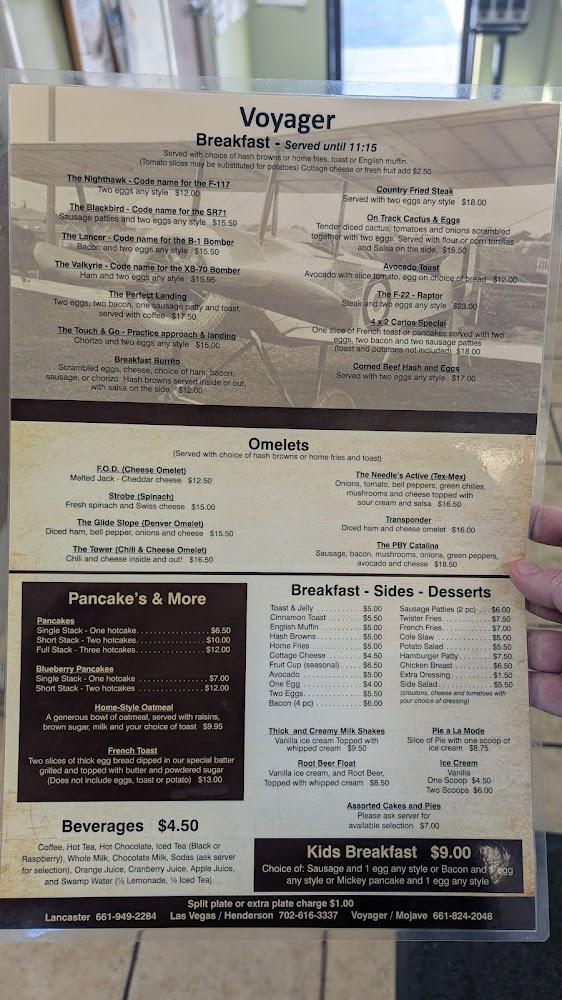 Voyager
Breakfast - Served until 11:15
Served with choice of hash browns or home fries, toast or English muffin
(Tomato slices may be substituted for potatoes) Cottage cheese or fresh fruit add $2.50
The Nighthawk - Code name for the F-117
Two eggs any style $12.00
The Blackbird - Code name for the SR71
Sausage patties and two eggs any style $15.50
The Lancer - Code name for the B-1 Bomber
Bacon and two eggs any style $15.50
The Valkyrie - Code name for the XB-70 Bomber
Ham and two eggs any style $15.95
The Perfect Landing
Two eggs, two bacon, one sausage patty and toast,
served with coffee $17.50
The Touch & Go - Practice approach & landing
Chorizo and two eggs any style $15.00
Breakfast Burrito
Scrambled eggs, cheese, choice of ham, bacon,
sausage, or chorizo. Hash browns served inside or out,
with salsa on the side. $12.00
Country Fried Steak
Served with two eggs any style $18.00
On Track Cactus & Eggs
Tender diced cactus, tomatoes and onions scrambled
together with two eggs. Served with flour or corn tortillas
and Salsa on the side. $15.50
Avocado Toast
Avocado with slice tomato, egg on choice of bread $12.00
The F-22 - Raptor
Steak and two eggs any style $23.00
4 x 2 Carlos Special
One slice of French toast or pancakes served with two
eggs, two bacon and two sausage patties
(toast and potatoes not included) $18.00
Corned Beef Hash and Eggs
Served with two eggs any style $17.00
Omelets
(Served with choice of hash browns or home fries and toast)
F.O.D. (Cheese Omelet)
Melted Jack - Cheddar cheese $12.50
Strobe (Spinach)
Fresh spinach and Swiss cheese $15.00
The Glide Slope (Denver Omelet)
Diced ham, bell pepper, onions and cheese $15.50
The Tower (Chili & Cheese Omelet)
Chili and cheese inside and out! $16.50
The Needle's Active (Tex-Mex)
Onions, tomato, bell peppers, green chilies,
mushrooms and cheese topped with
sour cream and salsa $16.50
Transponder
Diced ham and cheese omelet $16.00
The PBY Catalina
Sausage, bacon, mushrooms, onions, green peppers,
avocado and cheese $18.50
Pancake's & More
Pancakes
Single Stack - One hotcake $6.50
Short Stack - Two hotcakes $10.00
Full Stack - Three hotcakes $12.00
Blueberry Pancakes
Single Stack - One hotcake $7.00
Short Stack - Two hotcakes $12.00
Home-Style Oatmeal
A generous bowl of oatmeal, served with raisins,
brown sugar, milk and your choice of toast $9.95
French Toast
Two slices of thick egg bread dipped in our special batter
grilled and topped with butter and powdered sugar
(Does not include eggs, toast or potato) $13.00
Beverages $4.50
Coffee, Hot Tea, Hot Chocolate, Iced Tea (Black or
Raspberry), Whole Milk, Chocolate Milk, Sodas (ask server
for selection), Orange Juice, Cranberry Juice, Apple Juice,
and Swamp Water (½ Lemonade, ½ Iced Tea)
Breakfast - Sides - Desserts
Toast & Jelly $5.00
Cinnamon Toast $5.50
English Muffin $5.00
Hash Browns $5.00
Home Fries $5.00
Cottage Cheese $4.50
Fruit Cup (seasonal) $6.50
Avocado $5.00
One Egg $4.00
Two Eggs $5.50
Bacon (4 pc) $6.00
Sausage Patties (2 pc) $6.00
Twister Fries $7.50
French Fries $7.00
Cole Slaw $5.00
Potato Salad $5.50
Hamburger Patty $7.50
Chicken Breast $6.50
Extra Dressing $1.50
Side Salad $5.50
(croutons, cheese and tomatoes with
your choice of dressing)
Thick and Creamy Milk Shakes
Vanilla ice cream Topped with
whipped cream $9.50
Root Beer Float
Vanilla ice cream, and Root Beer,
Topped with whipped cream $8.50
Pie a La Mode
Slice of Pie with one scoop of
ice cream $8.75
Ice Cream
Vanilla
One Scoop $4.50
Two Scoops $6.00
Assorted Cakes and Pies
Please ask server for
available selection $7.00
Kids Breakfast $9.00
Choice of: Sausage and 1 egg any style or Bacon and 1 egg
any style or Mickey pancake and 1 egg any style
Split plate or extra plate charge $1.00
Lancaster 661-949-2284 Las Vegas / Henderson 702-616-3337 Voyager / Mojave 661-824-2048